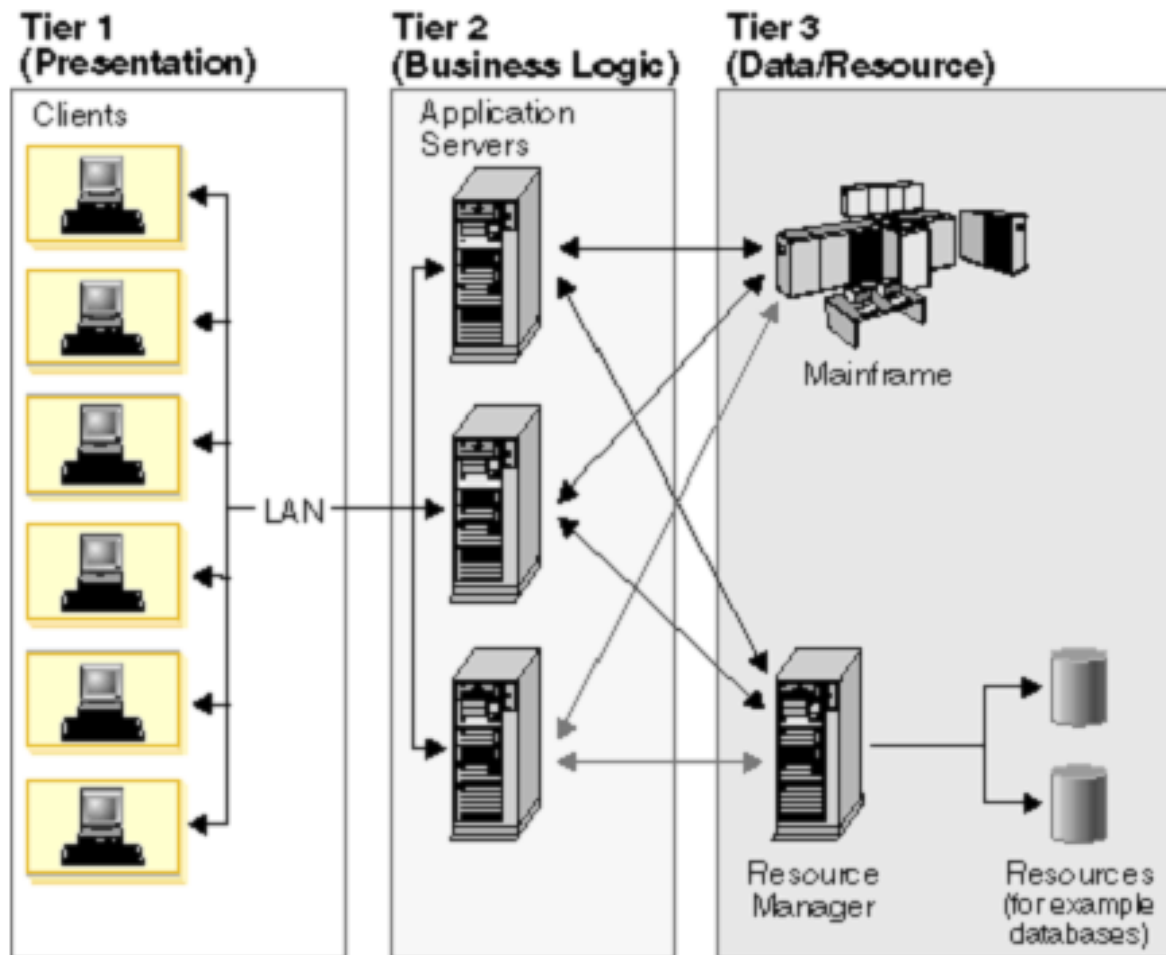 Tier 1
(Presentation)
Tier 2
(Business Logic)
Tier 3
(Data/Resource)
Clients
Application
Servers
Mainframe
LAN
Resource
Manager
Resources
(for example
databases)